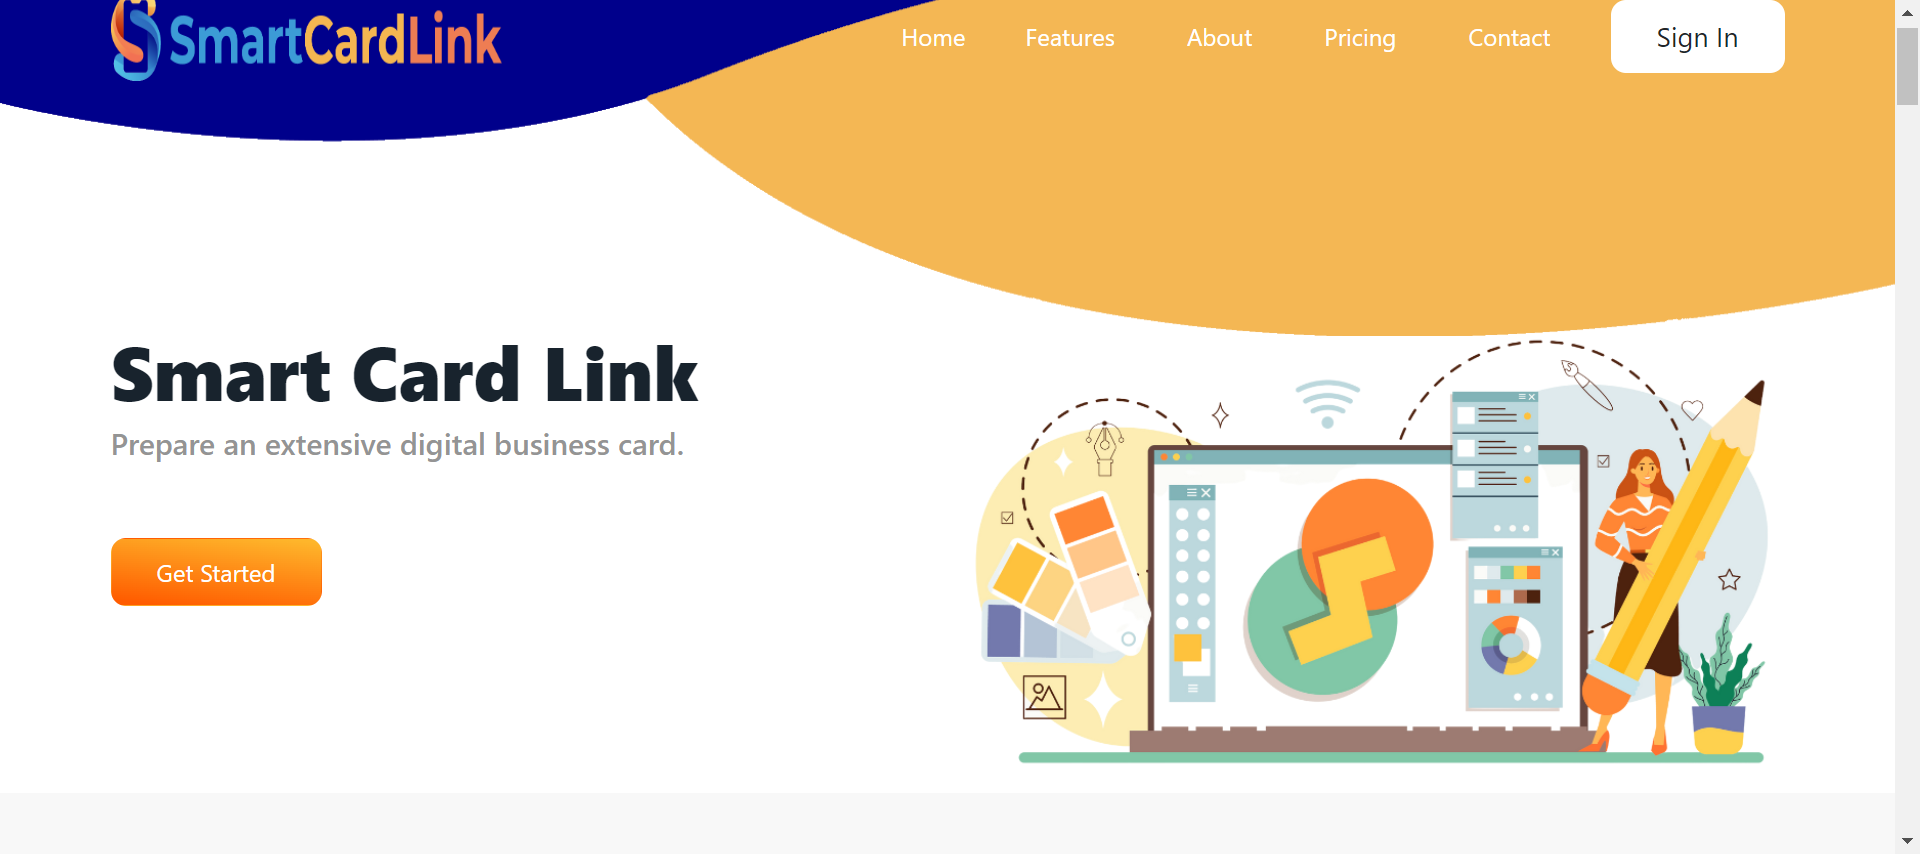 SmartCardLink
Home Features About Pricing Contact Sign In
Smart Card Link
Prepare an extensive digital business card.
Get Started